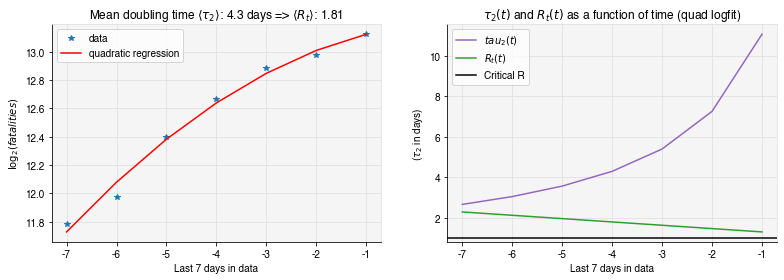 Mean doubling time ⟨τ₂⟩: 4.3 days => ⟨Rₜ⟩: 1.81
data
quadratic regression
log₂(fatalities)
13.0
12.8
12.6
12.4
12.2
12.0
11.8
-7 -6 -5 -4 -3 -2 -1
Last 7 days in data
τ₂(t) and Rₜ(t) as a function of time (quad logfit)
tau₂(t)
Rₜ(t)
Critical R
(τ₂ in days)
10
8
6
4
2
-7 -6 -5 -4 -3 -2 -1
Last 7 days in data